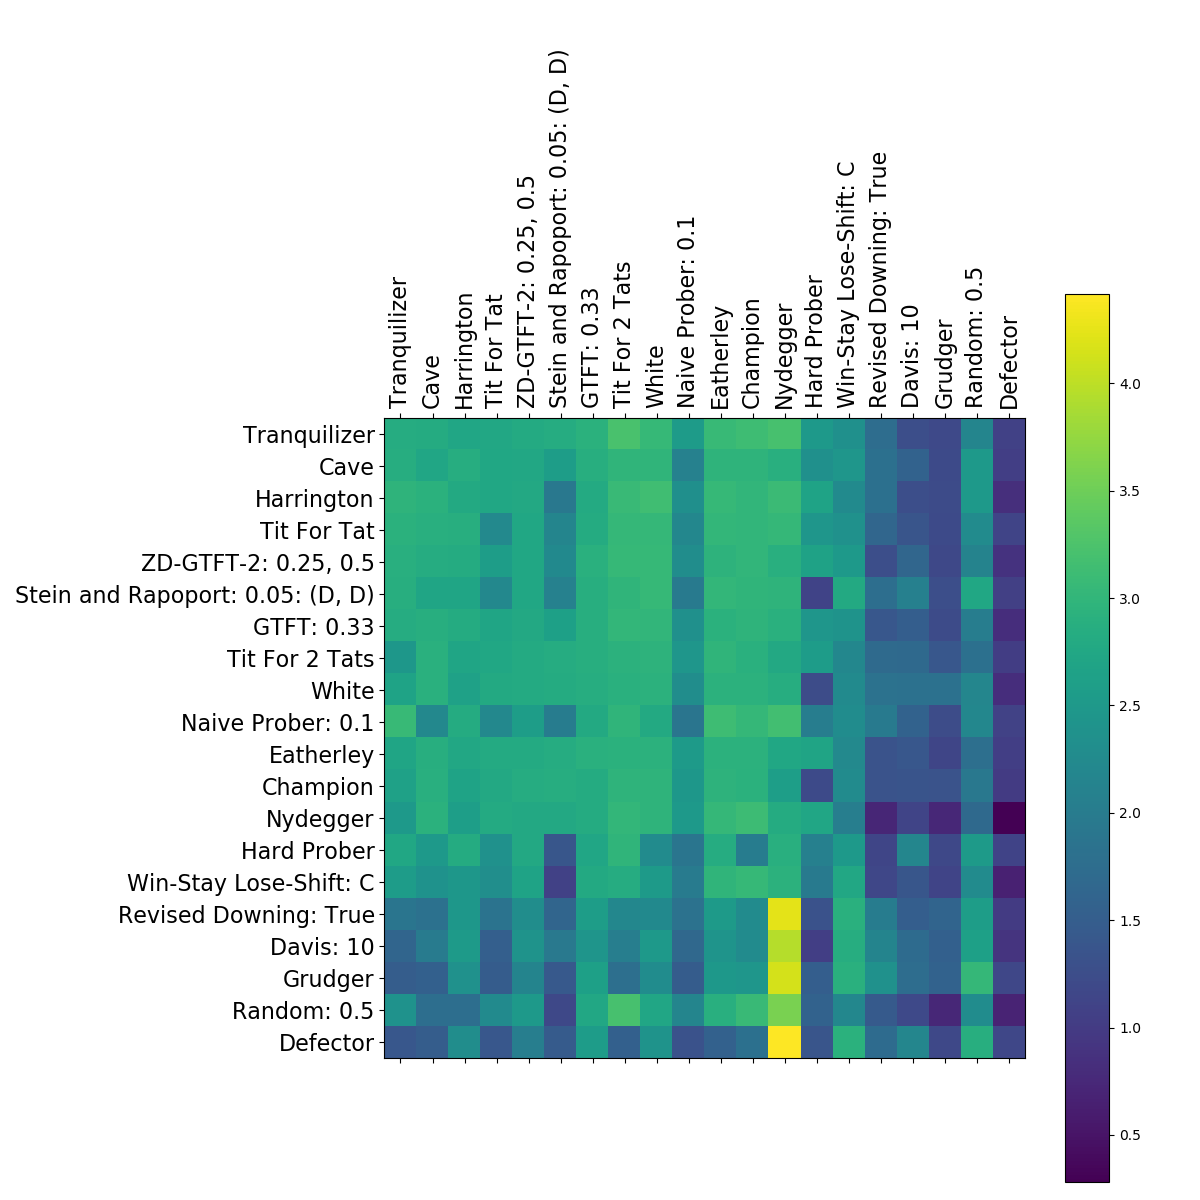 Tranquilizer
Cave
Harrington
Tit For Tat
ZD-GTFT-2: 0.25, 0.5
Stein and Rapoport: 0.05: (D, D)
GTFT: 0.33
Tit For 2 Tats
White
Naive Prober: 0.1
Eatherley
Champion
Nydegger
Hard Prober
Win-Stay Lose-Shift: C
Revised Downing: True
Davis: 10
Grudger
Random: 0.5
Defector
Tranquilizer
Cave
Harrington
Tit For Tat
ZD-GTFT-2: 0.25, 0.5
Stein and Rapoport: 0.05: (D, D)
GTFT: 0.33
Tit For 2 Tats
White
Naive Prober: 0.1
Eatherley
Champion
Nydegger
Hard Prober
Win-Stay Lose-Shift: C
Revised Downing: True
Davis: 10
Grudger
Random: 0.5
Defector
4.0
3.5
3.0
2.5
2.0
1.5
1.0
0.5